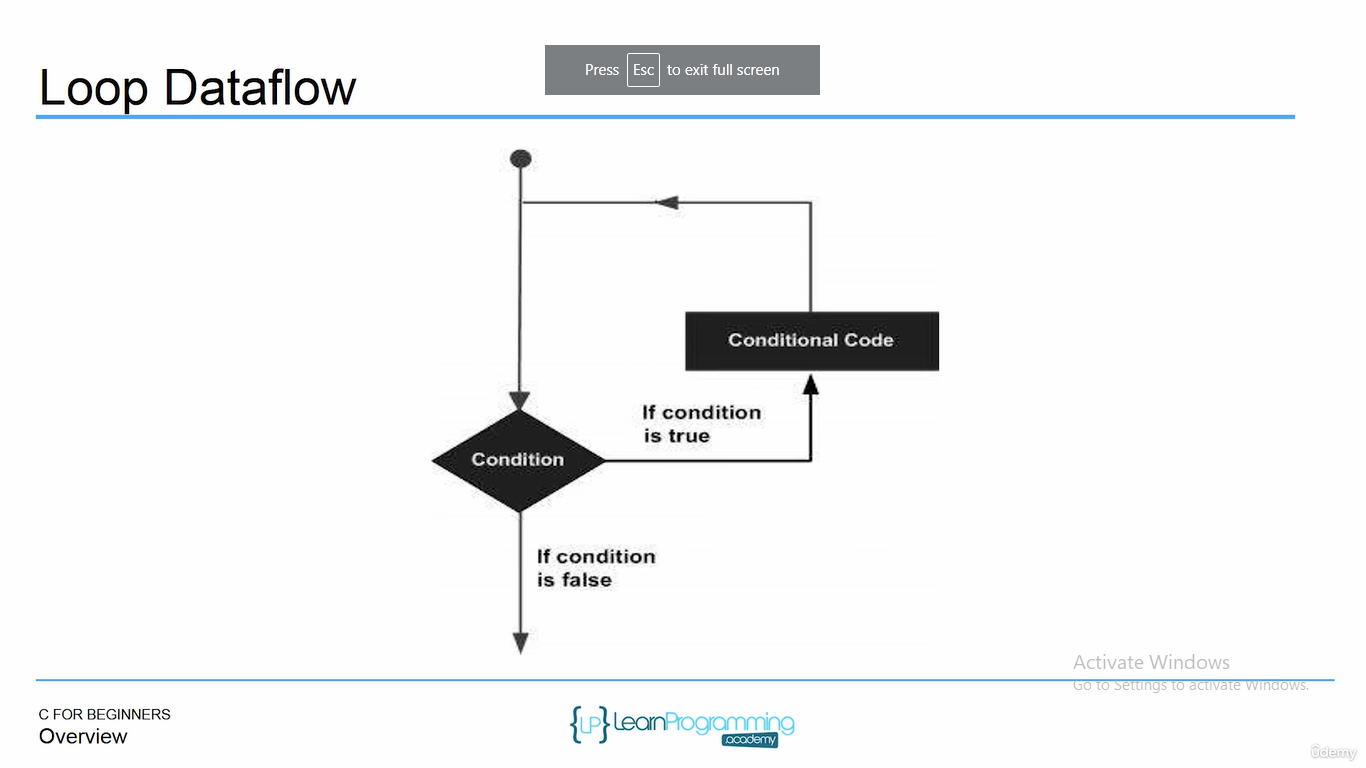 Press Esc to exit full screen
Loop Dataflow
Conditional Code
If condition
is true
Condition
If condition
is false
Activate Windows
Go to Settings to activate Windows.
C FOR BEGINNERS
Overview
{LP} LearnProgramming
.academy
ûdemy